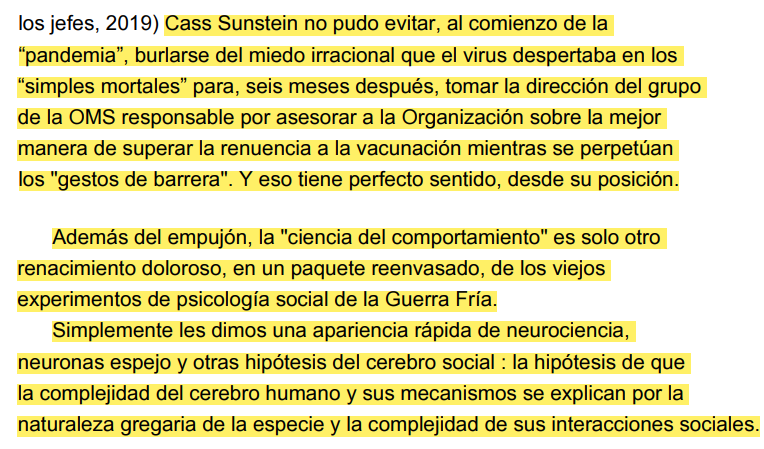 los jefes, 2019) Cass Sunstein no pudo evitar, al comienzo de la
“pandemia”, burlarse del miedo irracional que el virus despertaba en los
“simples mortales” para, seis meses después, tomar la dirección del grupo
de la OMS responsable por asesorar a la Organización sobre la mejor
manera de superar la renuencia a la vacunación mientras se perpetúan
los "gestos de barrera". Y eso tiene perfecto sentido, desde su posición.
Además del empujón, la "ciencia del comportamiento" es solo otro
renacimiento doloroso, en un paquete reenvasado, de los viejos
experimentos de psicología social de la Guerra Fría.
Simplemente les dimos una apariencia rápida de neurociencia,
neuronas espejo y otras hipótesis del cerebro social : la hipótesis de que
la complejidad del cerebro humano y sus mecanismos se explican por la
naturaleza gregaria de la especie y la complejidad de sus interacciones sociales.